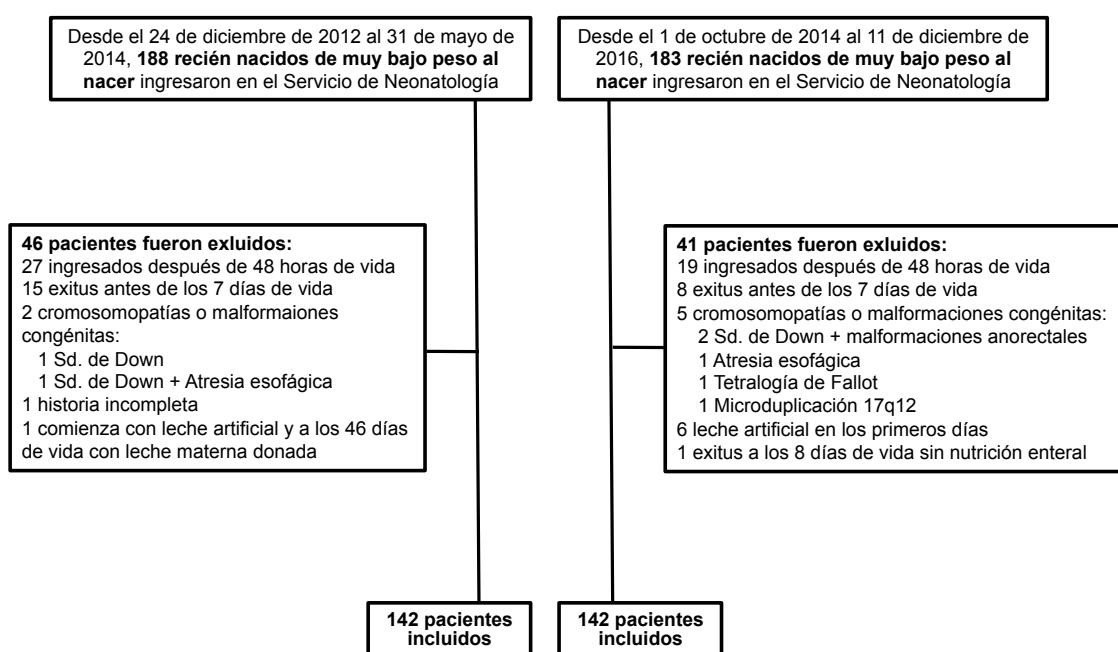 Desde el 24 de diciembre de 2012 al 31 de mayo de
2014, 188 recién nacidos de muy bajo peso al
nacer ingresaron en el Servicio de Neonatología
Desde el 1 de octubre de 2014 al 11 de diciembre de
2016, 183 recién nacidos de muy bajo peso al
nacer ingresaron en el Servicio de Neonatología
46 pacientes fueron exluidos:
27 ingresados después de 48 horas de vida
15 exitus antes de los 7 días de vida
2 cromosomopatías o malformaiones
congénitas:
1 Sd. de Down
1 Sd. de Down + Atresia esofágica
1 historia incompleta
1 comienza con leche artificial y a los 46 días
de vida con leche materna donada
41 pacientes fueron exluidos:
19 ingresados después de 48 horas de vida
8 exitus antes de los 7 días de vida
5 cromosomopatías o malformaciones congénitas:
2 Sd. de Down + malformaciones anorectales
1 Atresia esofágica
1 Tetralogía de Fallot
1 Microduplicación 17q12
6 leche artificial en los primeros días
1 exitus a los 8 días de vida sin nutrición enteral
142 pacientes
incluidos
142 pacientes
incluidos